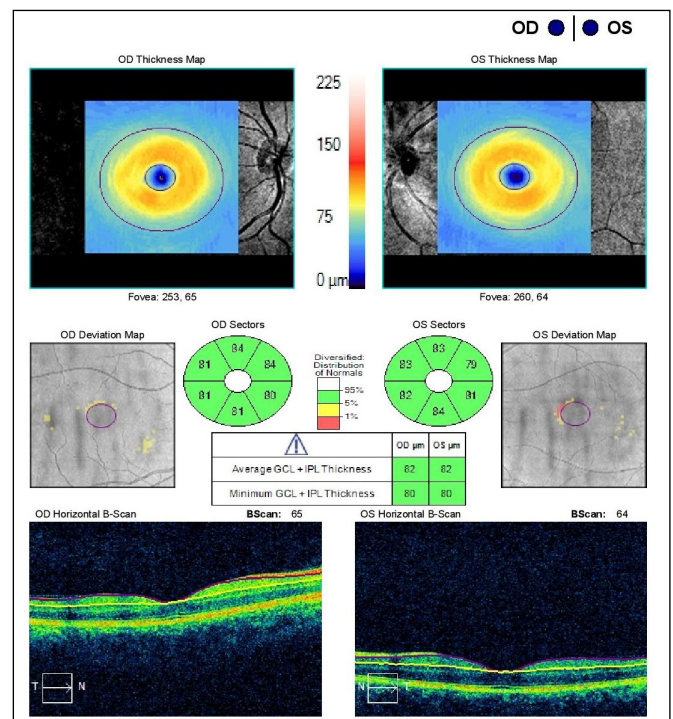 OD OS
OD Thickness Map
OS Thickness Map
225
150
75
0 µm
Fovea: 253, 65
Fovea: 260, 64
OD Deviation Map
OD Sectors
OS Sectors
OS Deviation Map
84
81 84
81 80
81
Diversified:
Distribution
of Normals
95%
5%
1%
83
83 79
82 81
84
OD µm OS µm
Average GCL + IPL Thickness 82 82
Minimum GCL + IPL Thickness 80 80
OD Horizontal B-Scan BScan: 65
OS Horizontal B-Scan BScan: 64
T N
N T